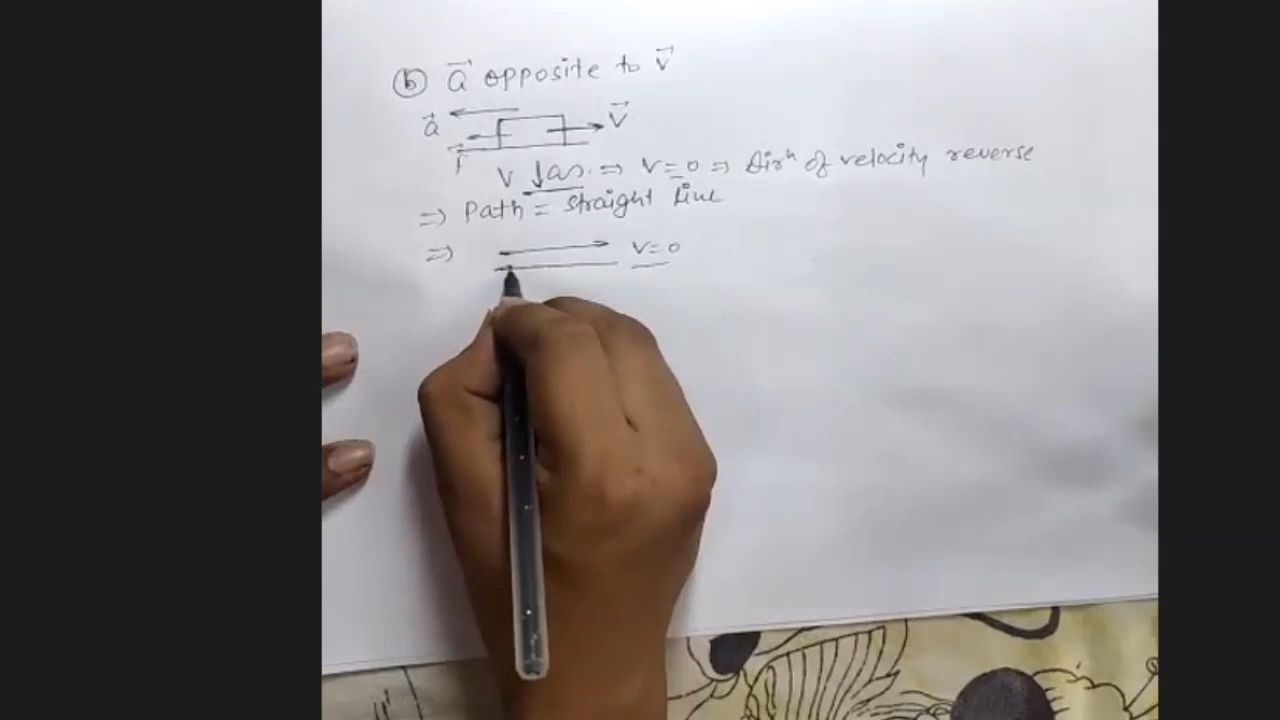 ⓑ a⃗ opposite to v⃗
a⃗ v⃗
F
V ↓as. ⇒ V=0 ⇒ dirⁿ of velocity reverse
⇒ Path = straight line
⇒ V=0